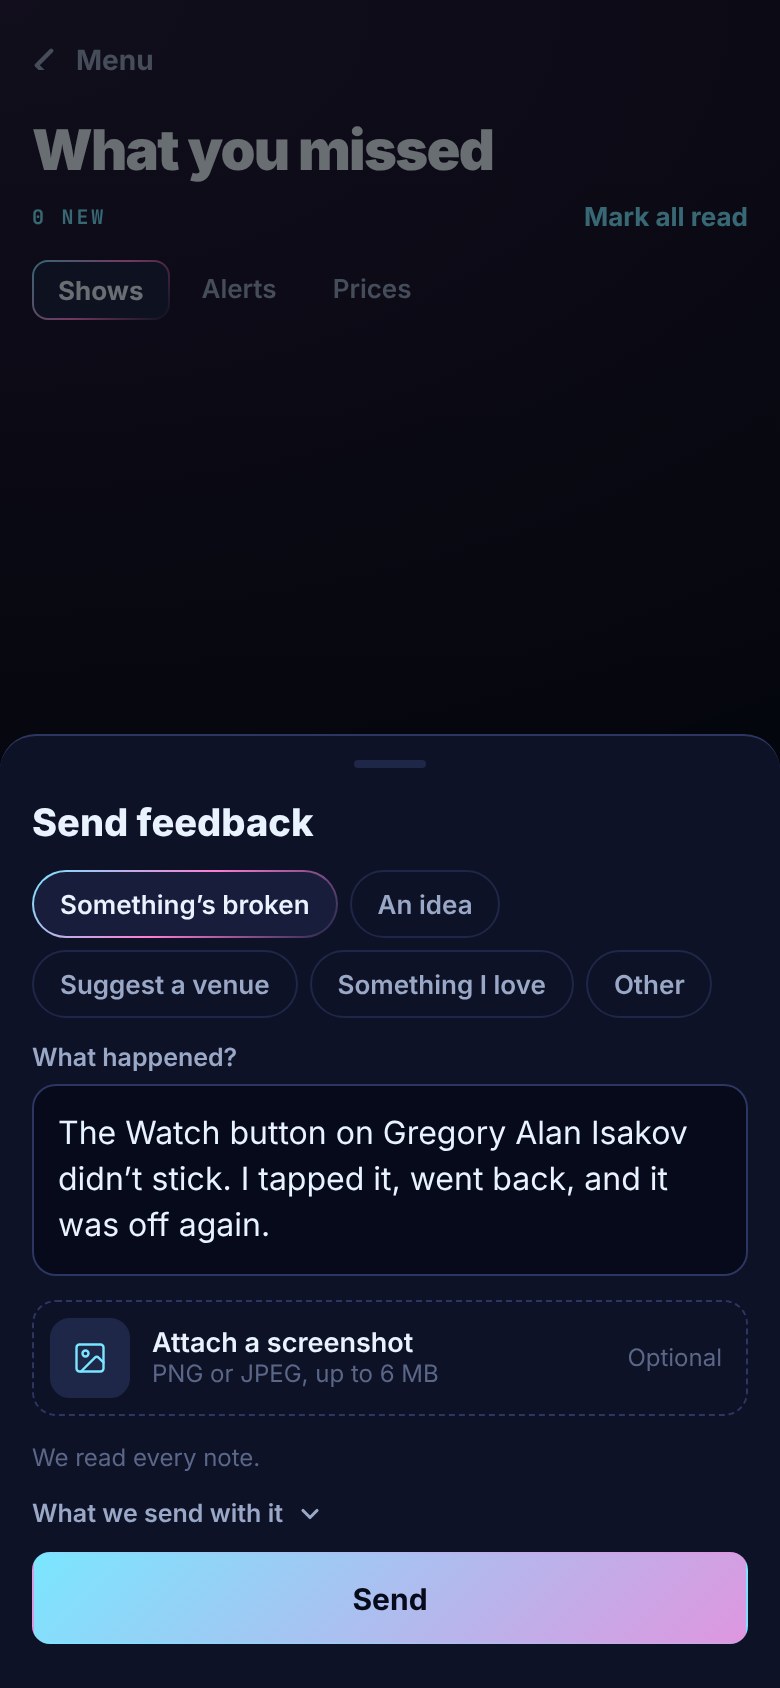 Menu
What you missed
0 NEW
Mark all read
Shows
Alerts
Prices
Send feedback
Something’s broken
An idea
Suggest a venue
Something I love
Other
What happened?
The Watch button on Gregory Alan Isakov
didn’t stick. I tapped it, went back, and it
was off again.
Attach a screenshot
PNG or JPEG, up to 6 MB
Optional
We read every note.
What we send with it
Send